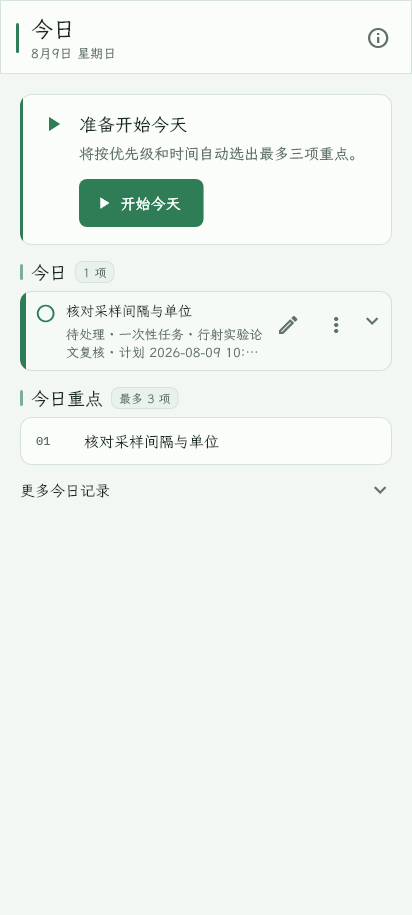 今日
8月9日 星期日
准备开始今天
将按优先级和时间自动选出最多三项重点。
开始今天
今日 1 项
核对采样间隔与单位
待处理・一次性任务・行射实验论
文复核・计划 2026-08-09 10:…
今日重点 最多 3 项
01 核对采样间隔与单位
更多今日记录